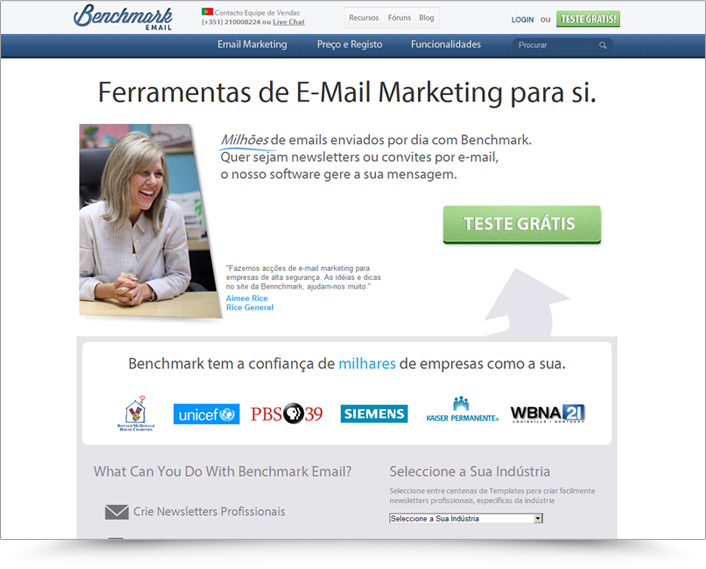 Benchmark
EMAIL
Contacto Equipe de Vendas:
(+351) 210008224 ou Live Chat
Recursos Fóruns Blog
LOGIN OU TESTE GRÁTIS!
Email Marketing Preço e Registo Funcionalidades
Procurar
Ferramentas de E-Mail Marketing para si.
Milhões de emails enviados por dia com Benchmark.
Quer sejam newsletters ou convites por e-mail,
o nosso software gere a sua mensagem.
TESTE GRÁTIS
"Fazemos acções de e-mail marketing para
empresas de alta segurança. As idéias e dicas
no site da Bennchmark, ajudam-nos muito."
Aimee Rice
Rice General
Benchmark tem a confiança de milhares de empresas como a sua.
RONALD MCDONALD
HOUSE CHARITIES
unicef
PBS 39
SIEMENS
KAISER PERMANENTE®
WBNA 21
LOUISVILLE - KENTUCKY
What Can You Do With Benchmark Email?
Crie Newsletters Profissionais
Seleccione a Sua Indústria
Seleccione entre centenas de Templates para criar facilmente
newsletters profissionais, específicas da indústria
Seleccione a Sua Indústria